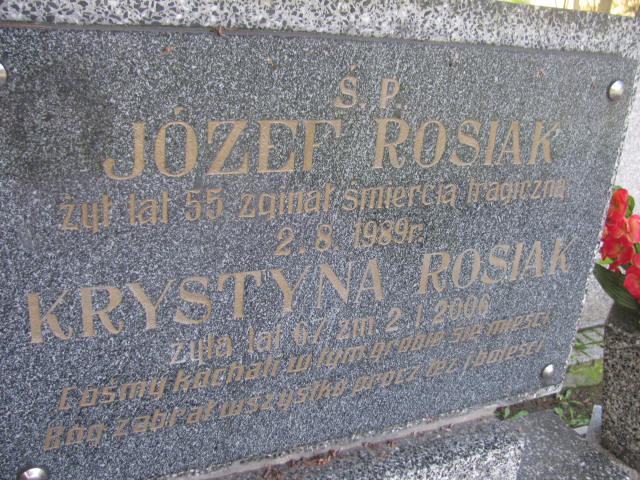 Ś. P.
JÓZEF ROSIAK
żył lat 55 zginął śmiercią tragiczną
2. 8. 1989r.
KRYSTYNA ROSIAK
żyła lat 67 zm. 2. 1. 2006
Cośmy kochali w tym grobie się mieści
Bóg zabrał wszystko prócz łez i boleści